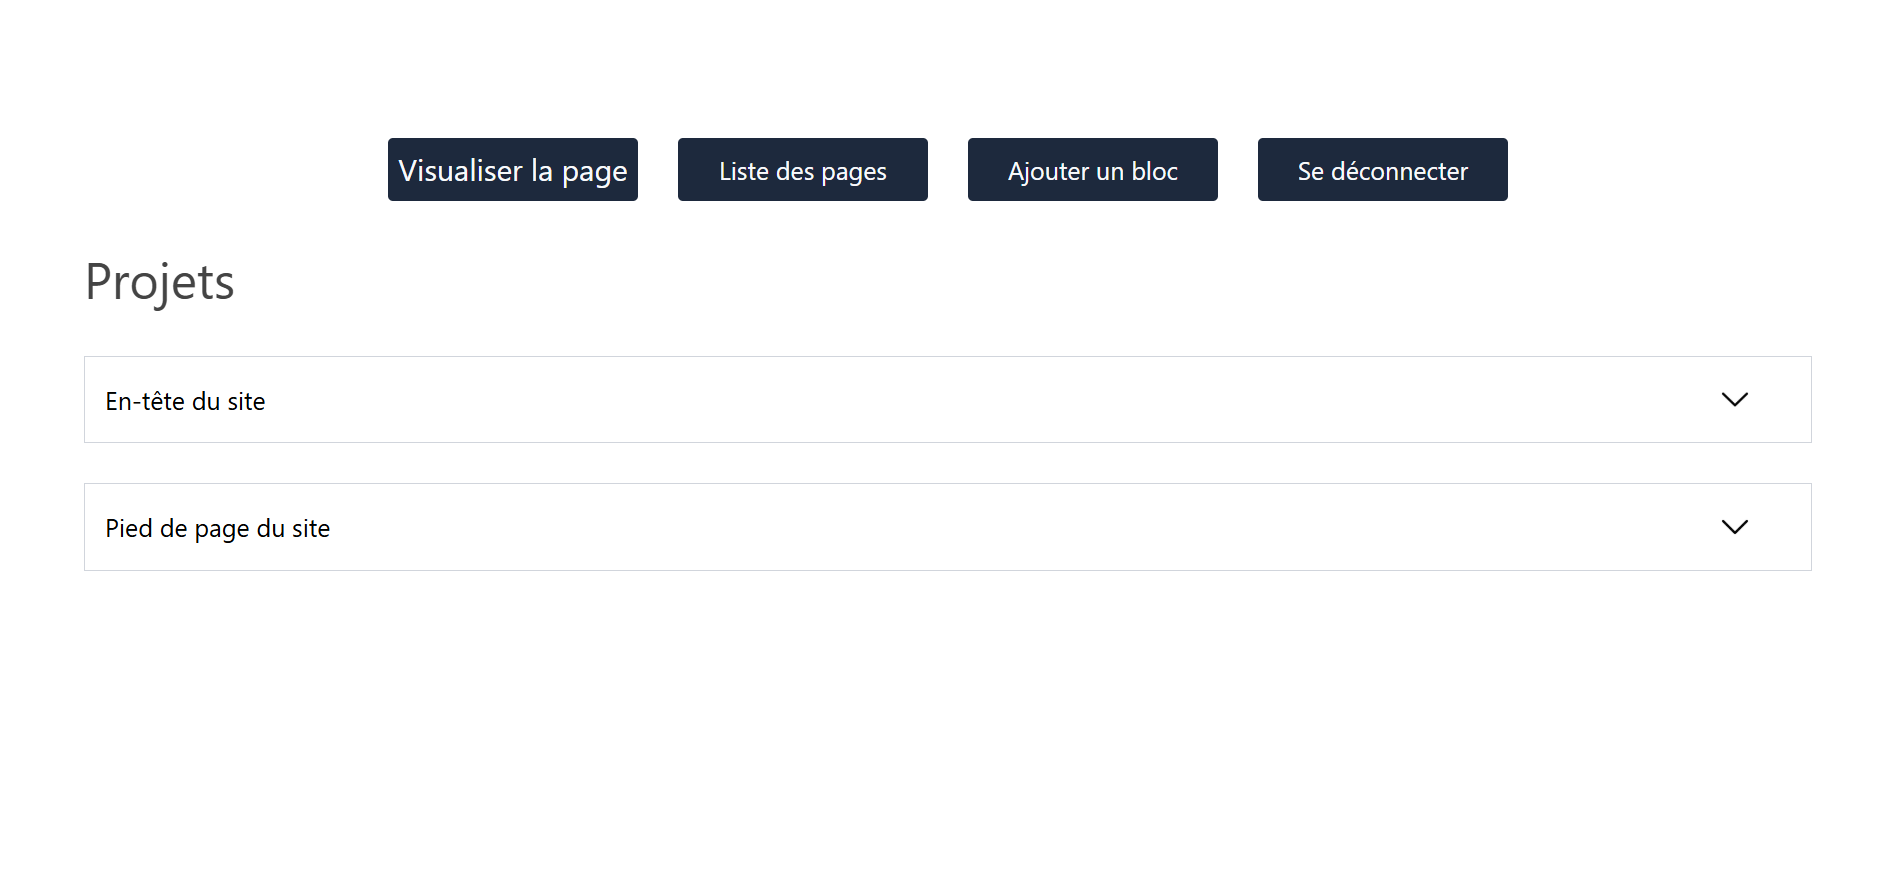 Visualiser la page
Liste des pages
Ajouter un bloc
Se déconnecter
Projets
En-tête du site
Pied de page du site